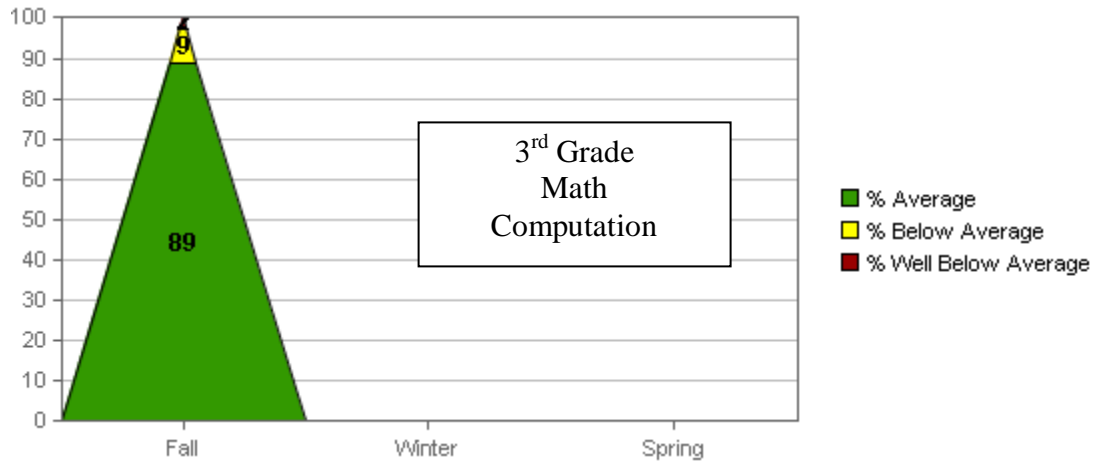 100
90
80
70
60
50
40
30
20
10
0
9
89
3rd Grade
Math
Computation
% Average
% Below Average
% Well Below Average
Fall
Winter
Spring